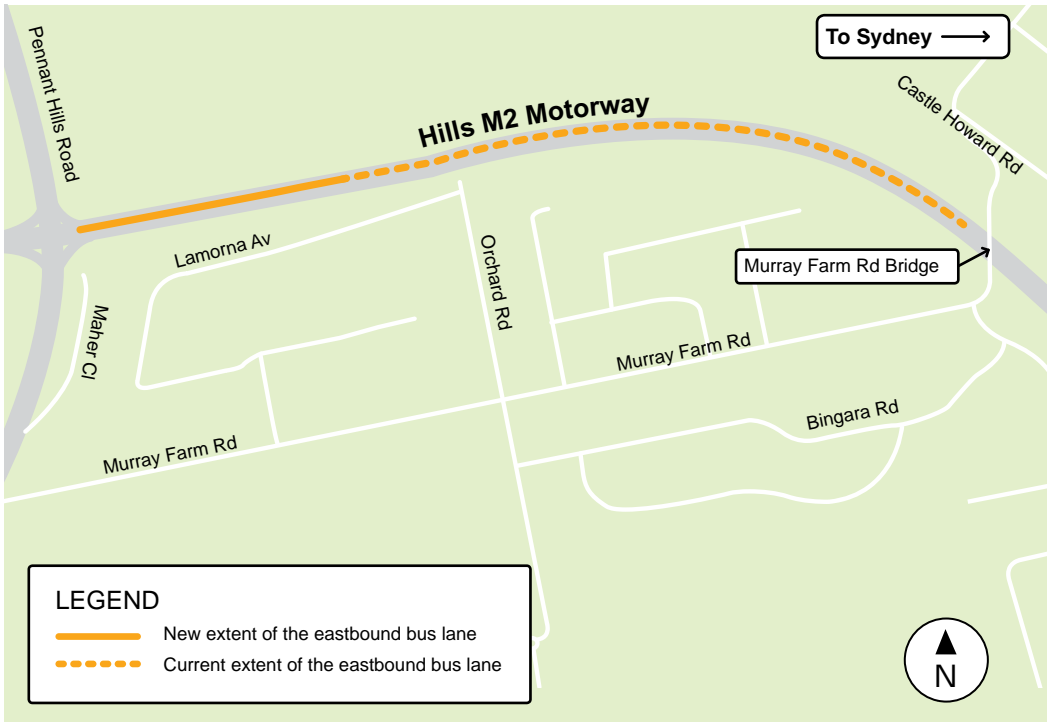 To Sydney
Pennant Hills Road
Castle Howard Rd
Hills M2 Motorway
Lamorna Av
Orchard Rd
Murray Farm Rd Bridge
Maher Cl
Murray Farm Rd
Bingara Rd
Murray Farm Rd
LEGEND
New extent of the eastbound bus lane
Current extent of the eastbound bus lane
N